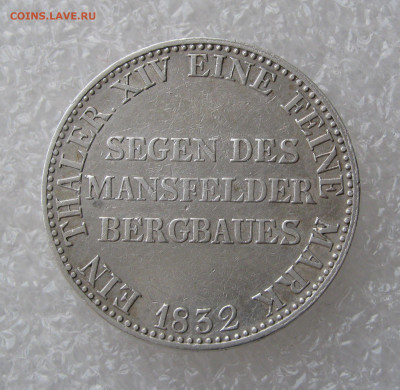 COINS.LAVE.RU
EIN THALER XIV EINE FEINE MARK
SEGEN DES
MANSFELDER
BERGBAUES
1832